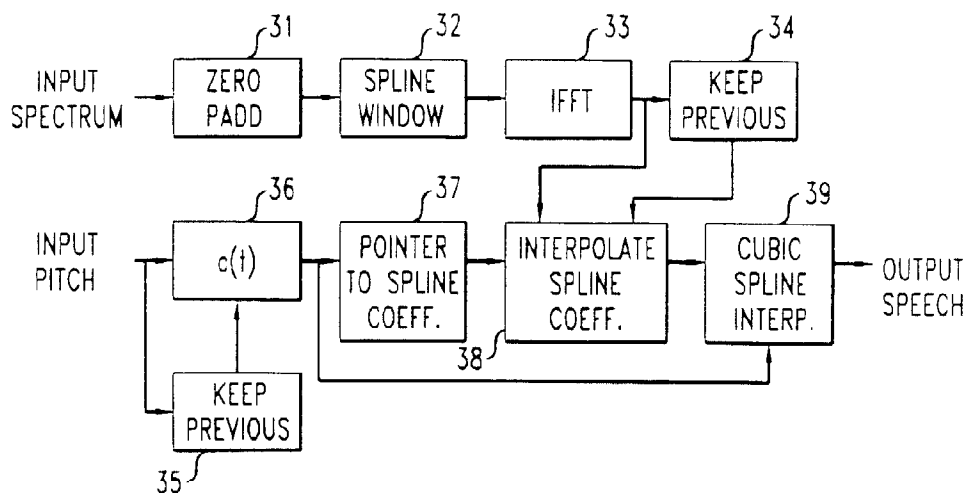 31
32
33
34
INPUT
SPECTRUM
ZERO
PADD
SPLINE
WINDOW
IFFT
KEEP
PREVIOUS
36
37
39
INPUT
PITCH
c(t)
POINTER
TO SPLINE
COEFF.
INTERPOLATE
SPLINE
COEFF.
CUBIC
SPLINE
INTERP.
OUTPUT
SPEECH
38
KEEP
PREVIOUS
35